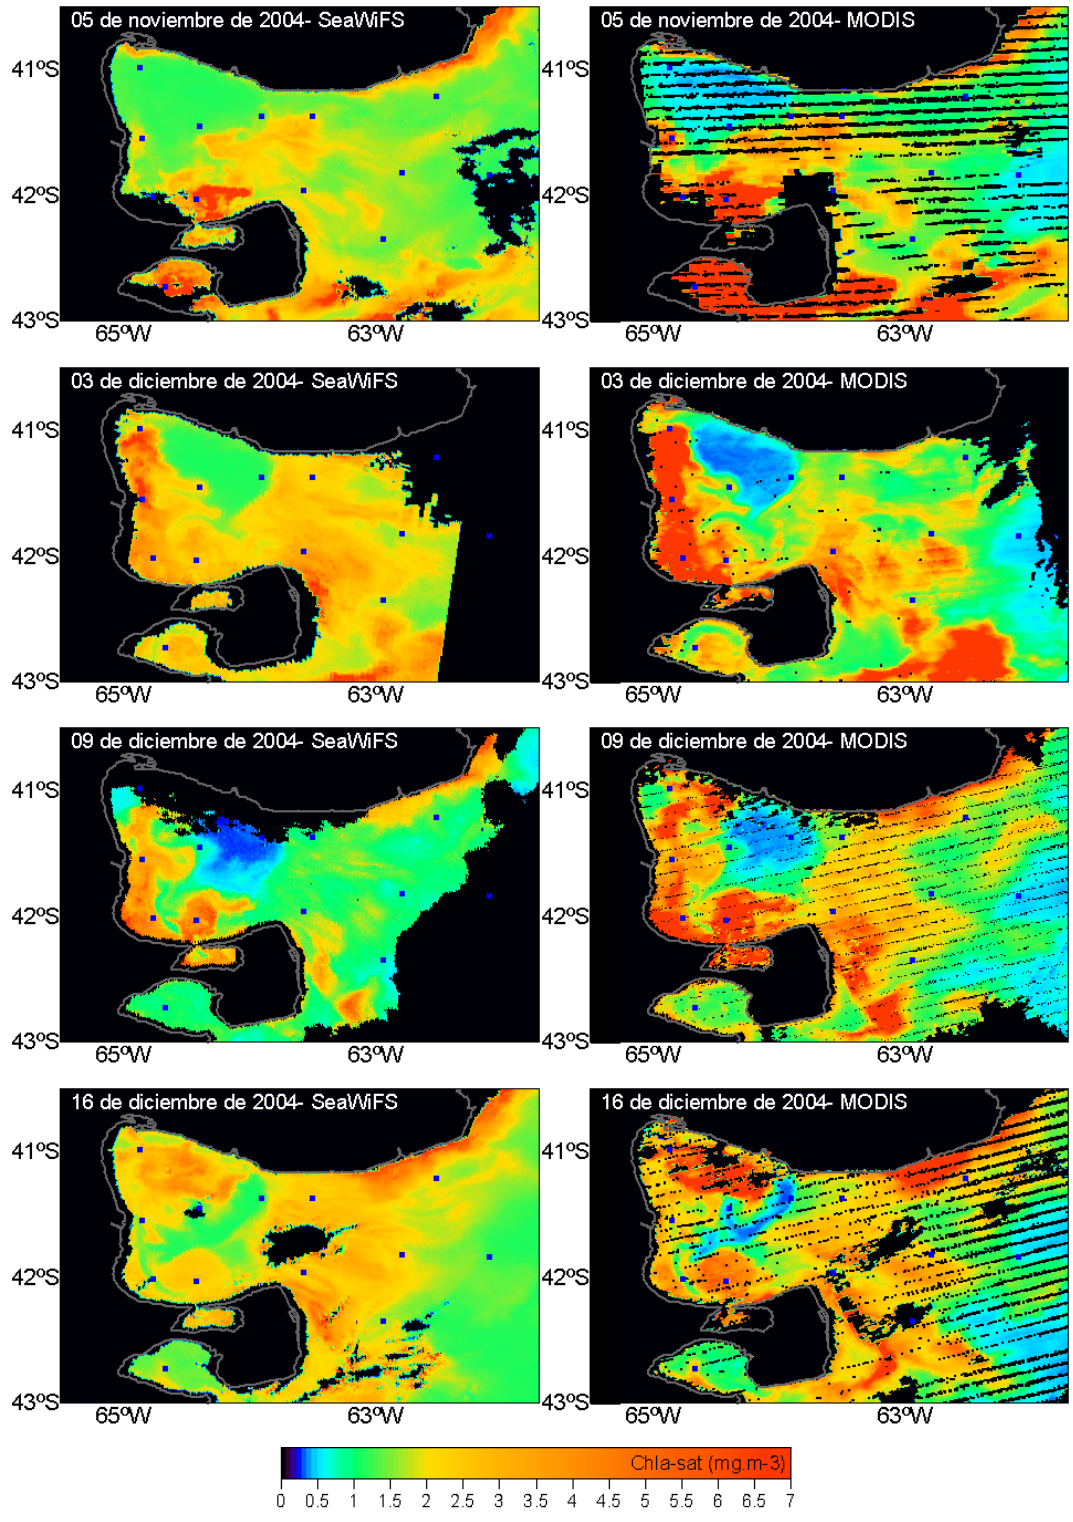 05 de noviembre de 2004- SeaWiFS
05 de noviembre de 2004- MODIS
41ºS
41ºS
42ºS
42ºS
43ºS
43ºS
65ºW
63ºW
65ºW
63ºW
03 de diciembre de 2004- SeaWiFS
03 de diciembre de 2004- MODIS
41ºS
41ºS
42ºS
42ºS
43ºS
43ºS
65ºW
63ºW
65ºW
63ºW
09 de diciembre de 2004- SeaWiFS
09 de diciembre de 2004- MODIS
41ºS
41ºS
42ºS
42ºS
43ºS
43ºS
65ºW
63ºW
65ºW
63ºW
16 de diciembre de 2004- SeaWiFS
16 de diciembre de 2004- MODIS
41ºS
41ºS
42ºS
42ºS
43ºS
43ºS
65ºW
63ºW
65ºW
63ºW
Chla-sat (mg.m-3)
0 0.5 1 1.5 2 2.5 3 3.5 4 4.5 5 5.5 6 6.5 7